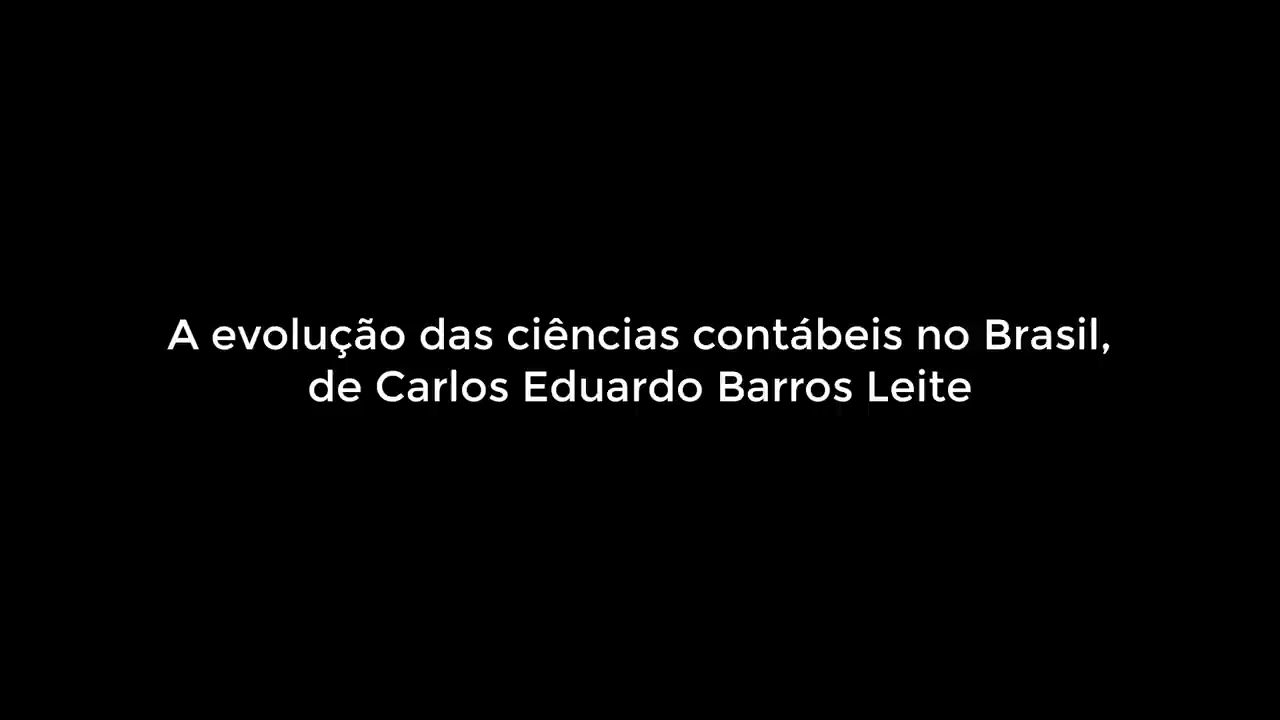 A evolução das ciências contábeis no Brasil,
de Carlos Eduardo Barros Leite